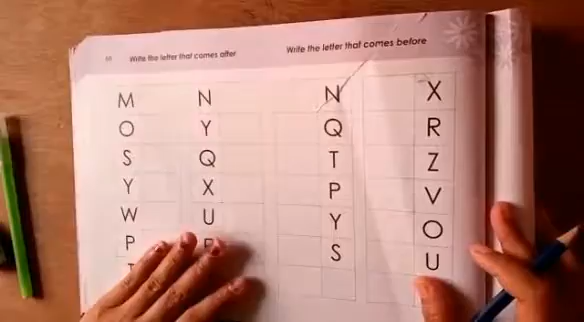 Write the letter that comes after
Write the letter that comes before
M N N X
O Y Q R
S Q T Z
Y X P V
W U Y O
P S U